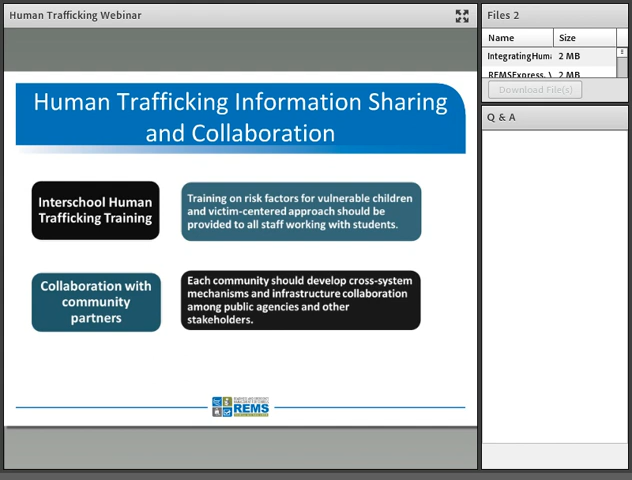 Human Trafficking Webinar
Human Trafficking Information Sharing
and Collaboration
Interschool Human
Trafficking Training
Training on risk factors for vulnerable children
and victim-centered approach should be
provided to all staff working with students.
Collaboration with
community
partners
Each community should develop cross-system
mechanisms and infrastructure collaboration
among public agencies and other
stakeholders.
REMS
Files 2
Name Size
IntegratingHuma 2 MB
REMSExpress. 2 MB
Download File(s)
Q & A